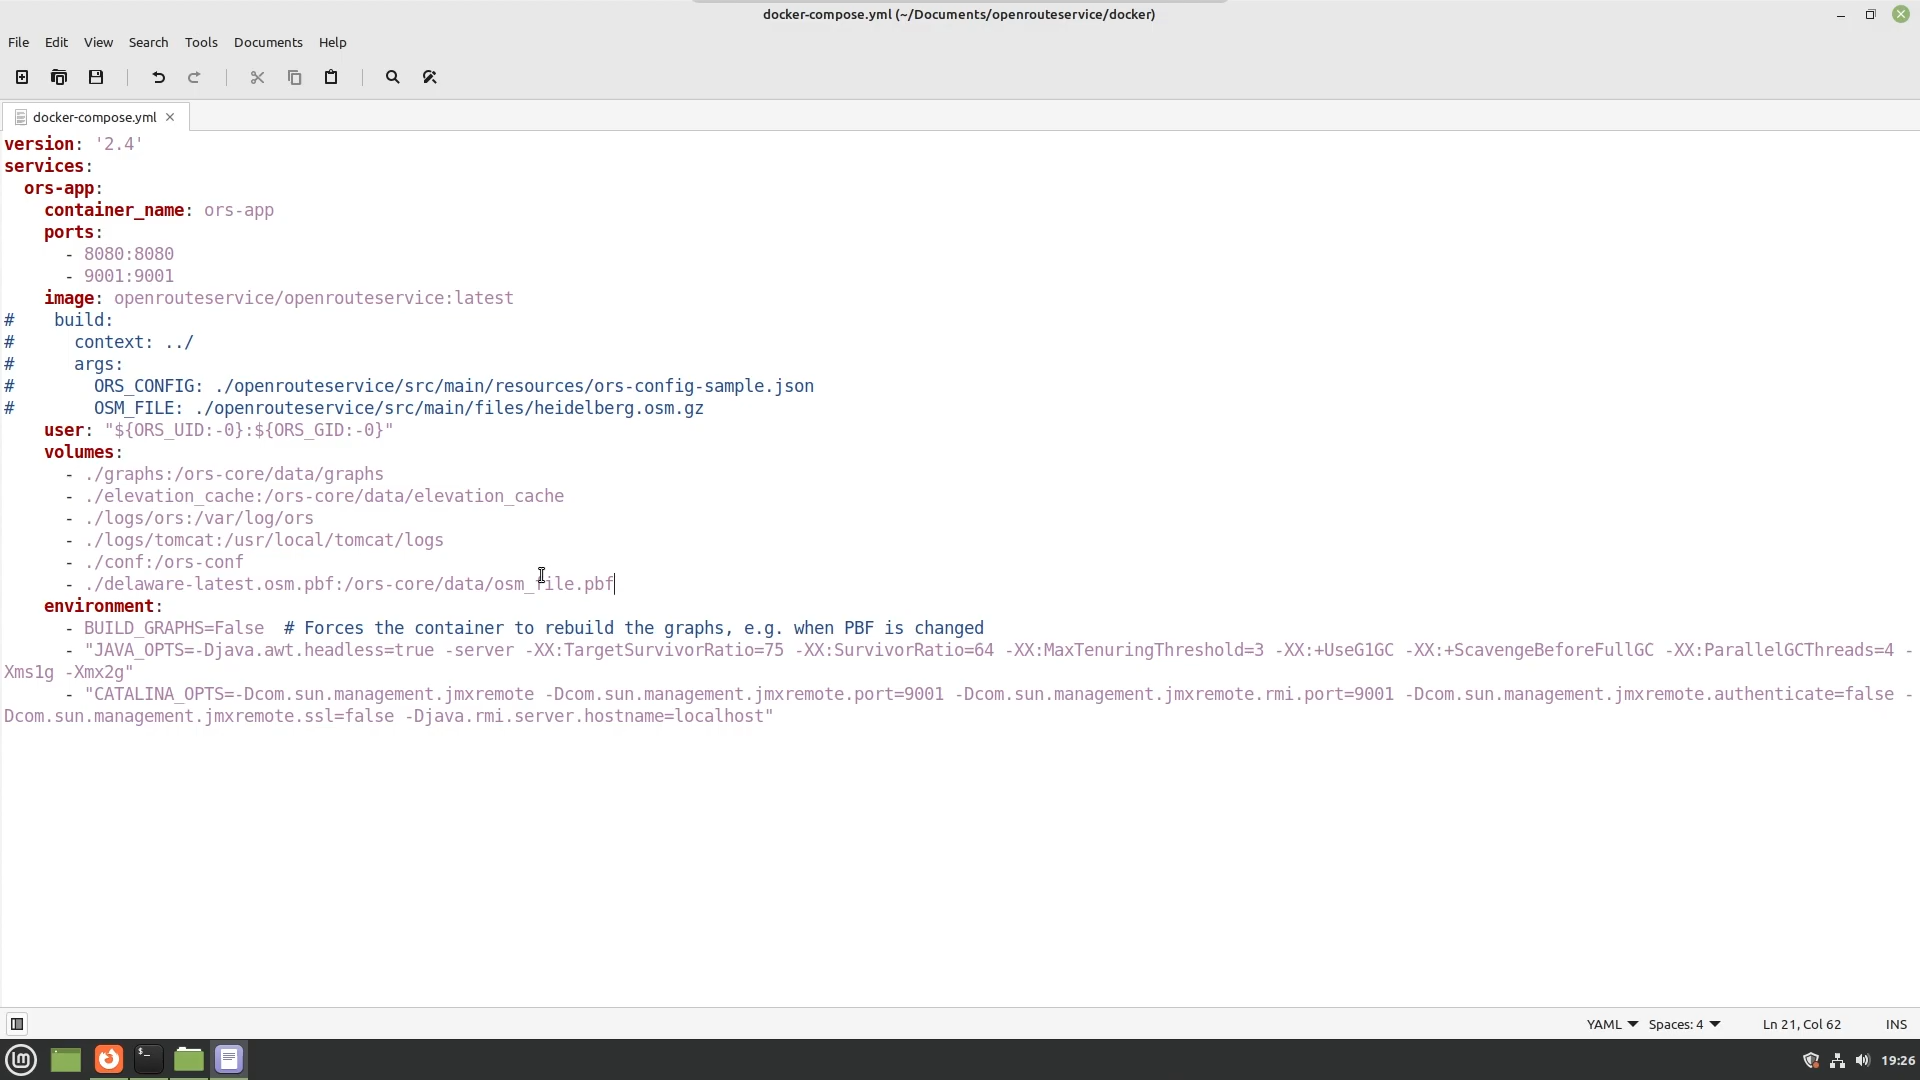 docker-compose.yml (~/Documents/openrouteservice/docker)
File Edit View Search Tools Documents Help
docker-compose.yml
version: '2.4'
services:
  ors-app:
    container_name: ors-app
    ports:
      - 8080:8080
      - 9001:9001
    image: openrouteservice/openrouteservice:latest
#    build:
#      context: ../
#      args:
#        ORS_CONFIG: ./openrouteservice/src/main/resources/ors-config-sample.json
#        OSM_FILE: ./openrouteservice/src/main/files/heidelberg.osm.gz
    user: "${ORS_UID:-0}:${ORS_GID:-0}"
    volumes:
      - ./graphs:/ors-core/data/graphs
      - ./elevation_cache:/ors-core/data/elevation_cache
      - ./logs/ors:/var/log/ors
      - ./logs/tomcat:/usr/local/tomcat/logs
      - ./conf:/ors-conf
      - ./delaware-latest.osm.pbf:/ors-core/data/osm_file.pbf
    environment:
      - BUILD_GRAPHS=False  # Forces the container to rebuild the graphs, e.g. when PBF is changed
      - "JAVA_OPTS=-Djava.awt.headless=true -server -XX:TargetSurvivorRatio=75 -XX:SurvivorRatio=64 -XX:MaxTenuringThreshold=3 -XX:+UseG1GC -XX:+ScavengeBeforeFullGC -XX:ParallelGCThreads=4 -
Xms1g -Xmx2g"
      - "CATALINA_OPTS=-Dcom.sun.management.jmxremote -Dcom.sun.management.jmxremote.port=9001 -Dcom.sun.management.jmxremote.rmi.port=9001 -Dcom.sun.management.jmxremote.authenticate=false -
Dcom.sun.management.jmxremote.ssl=false -Djava.rmi.server.hostname=localhost"
YAML Spaces: 4 Ln 21, Col 62 INS
19:26